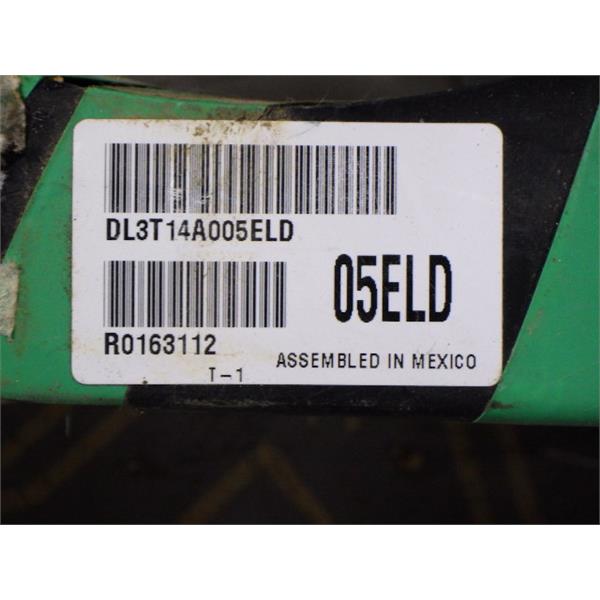 DL3T14A005ELD
05ELD
R0163112
T-1
ASSEMBLED IN MEXICO